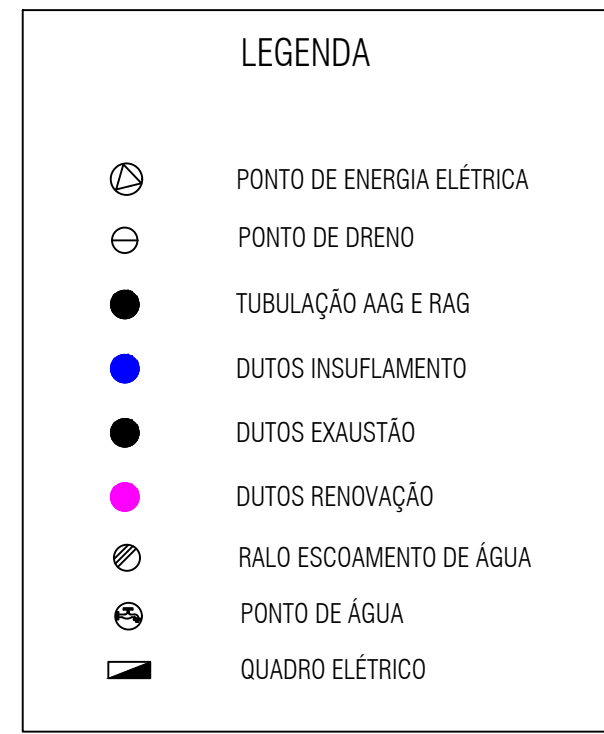 LEGENDA
PONTO DE ENERGIA ELÉTRICA
PONTO DE DRENO
TUBULAÇÃO AAG E RAG
DUTOS INSUFLAMENTO
DUTOS EXAUSTÃO
DUTOS RENOVAÇÃO
RALO ESCOAMENTO DE ÁGUA
PONTO DE ÁGUA
QUADRO ELÉTRICO